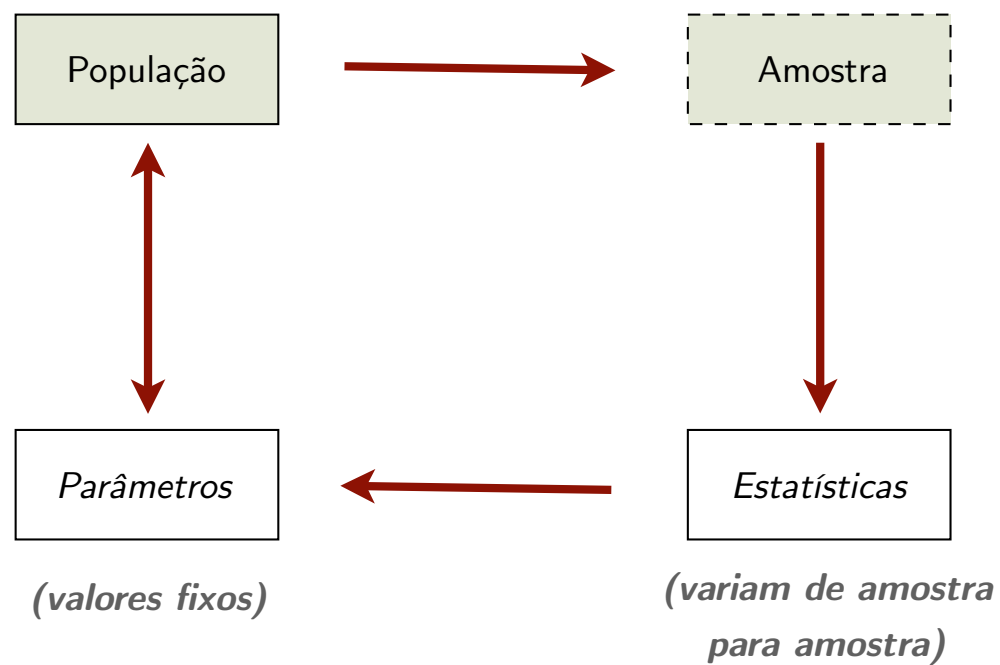 População
Amostra
Parâmetros
Estatísticas
(valores fixos)
(variam de amostra
para amostra)